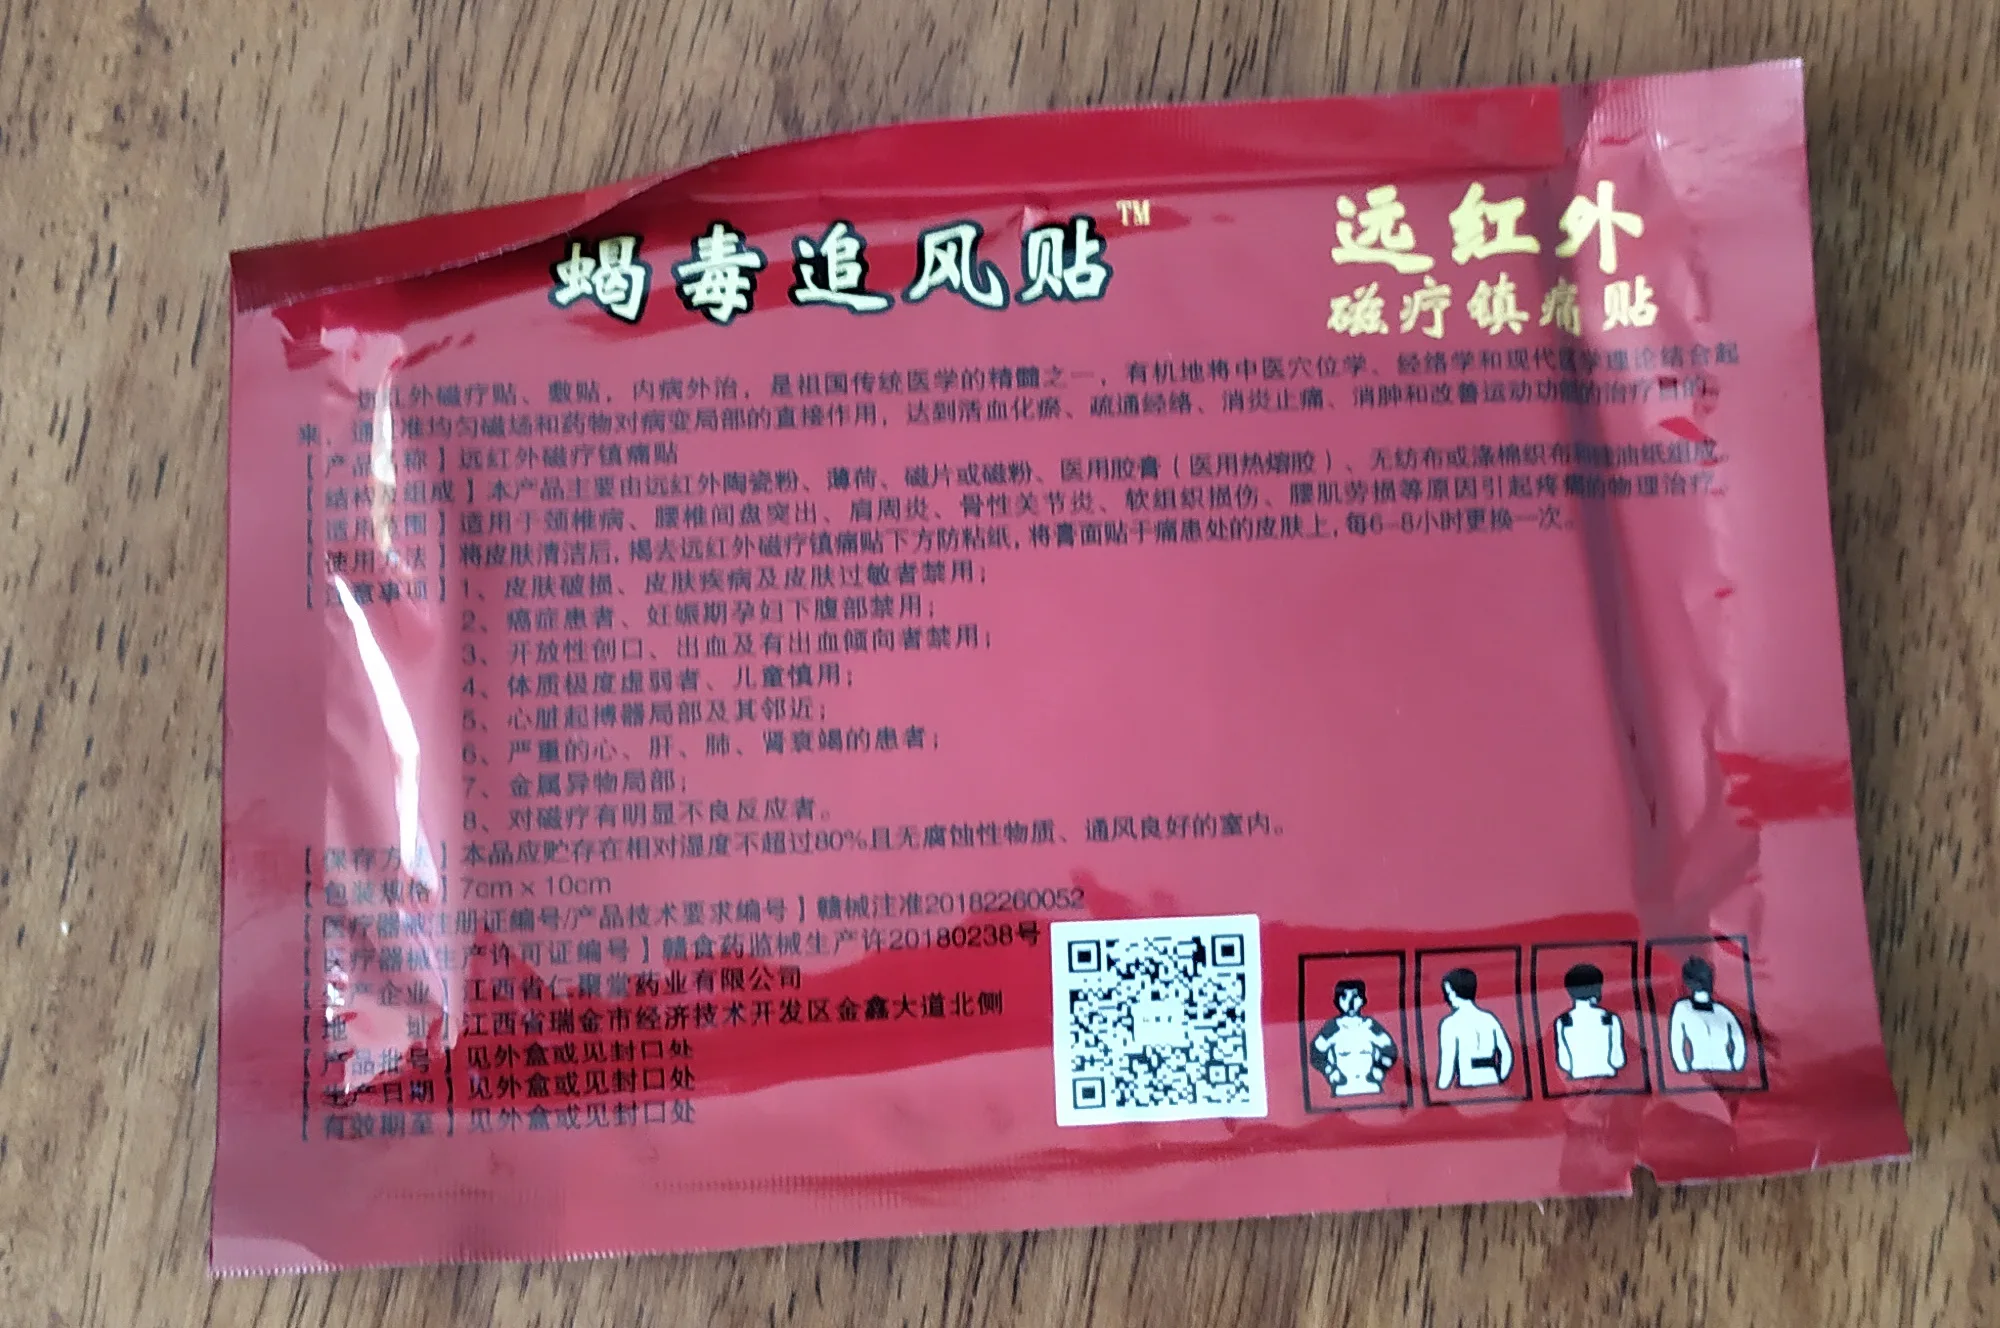 蝎毒追风贴™
远红外
磁疗镇痛贴
远红外磁疗贴、敷贴，内病外治，是祖国传统医学的精髓之一，有机地将中医穴位学、经络学和现代医学理论结合起
来，通过准均匀磁场和药物对病变局部的直接作用，达到活血化瘀、疏通经络、消炎止痛、消肿和改善运动功能的治疗目的。
【产品名称】远红外磁疗镇痛贴
【结构及组成】本产品主要由远红外陶瓷粉、薄荷、磁片或磁粉、医用胶膏（医用热熔胶）、无纺布或涤棉织布和硅油纸组成。
【适用范围】适用于颈椎病、腰椎间盘突出、肩周炎、骨性关节炎、软组织损伤、腰肌劳损等原因引起疼痛的物理治疗。
【使用方法】将皮肤清洁后，揭去远红外磁疗镇痛贴下方防粘纸，将膏面贴于痛患处的皮肤上，每6-8小时更换一次。
【注意事项】1、皮肤破损、皮肤疾病及皮肤过敏者禁用；
2、癌症患者、妊娠期孕妇下腹部禁用；
3、开放性创口、出血及有出血倾向者禁用；
4、体质极度虚弱者、儿童慎用；
5、心脏起搏器局部及其邻近；
6、严重的心、肝、肺、肾衰竭的患者；
7、金属异物局部；
8、对磁疗有明显不良反应者。
【保存方法】本品应贮存在相对湿度不超过80%且无腐蚀性物质、通风良好的室内。
【包装规格】7cm×10cm
【医疗器械注册证编号/产品技术要求编号】赣械注准20182260052
【医疗器械生产许可证编号】赣食药监械生产许20180238号
【生产企业】江西省仁聚堂药业有限公司
【地　　址】江西省瑞金市经济技术开发区金鑫大道北侧
【产品批号】见外盒或见封口处
【生产日期】见外盒或见封口处
【有效期至】见外盒或见封口处